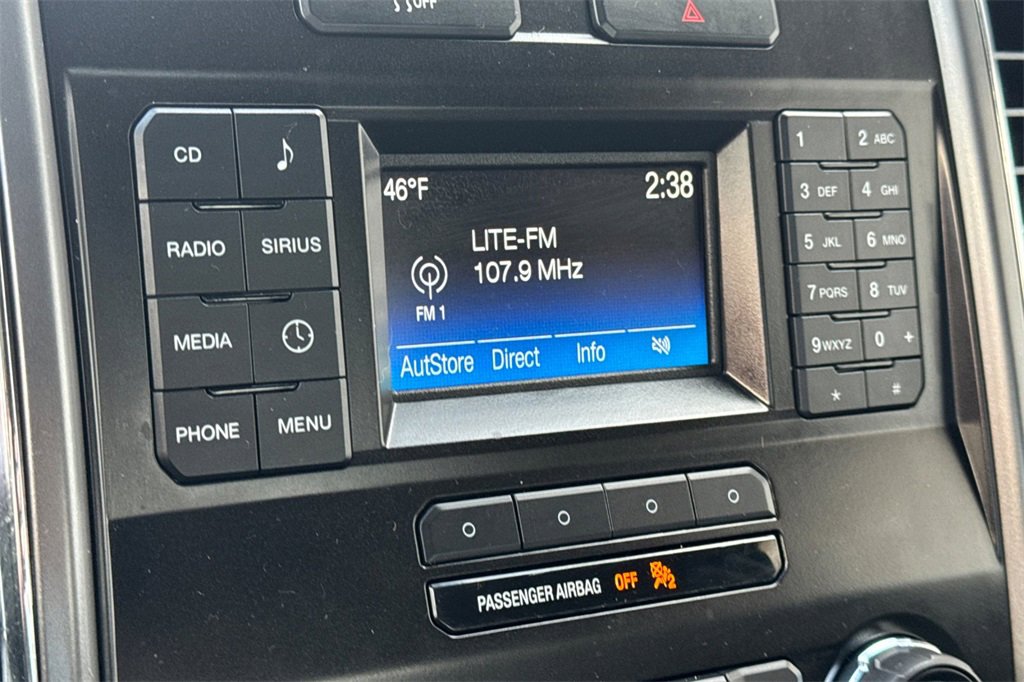 OFF
CD
RADIO SIRIUS
MEDIA
PHONE MENU
46°F 2:38
LITE-FM
107.9 MHz
FM 1
AutStore Direct Info
1 2 ABC
3 DEF 4 GHI
5 JKL 6 MNO
7 PQRS 8 TUV
9 WXYZ 0 +
* #
PASSENGER AIRBAG OFF 2